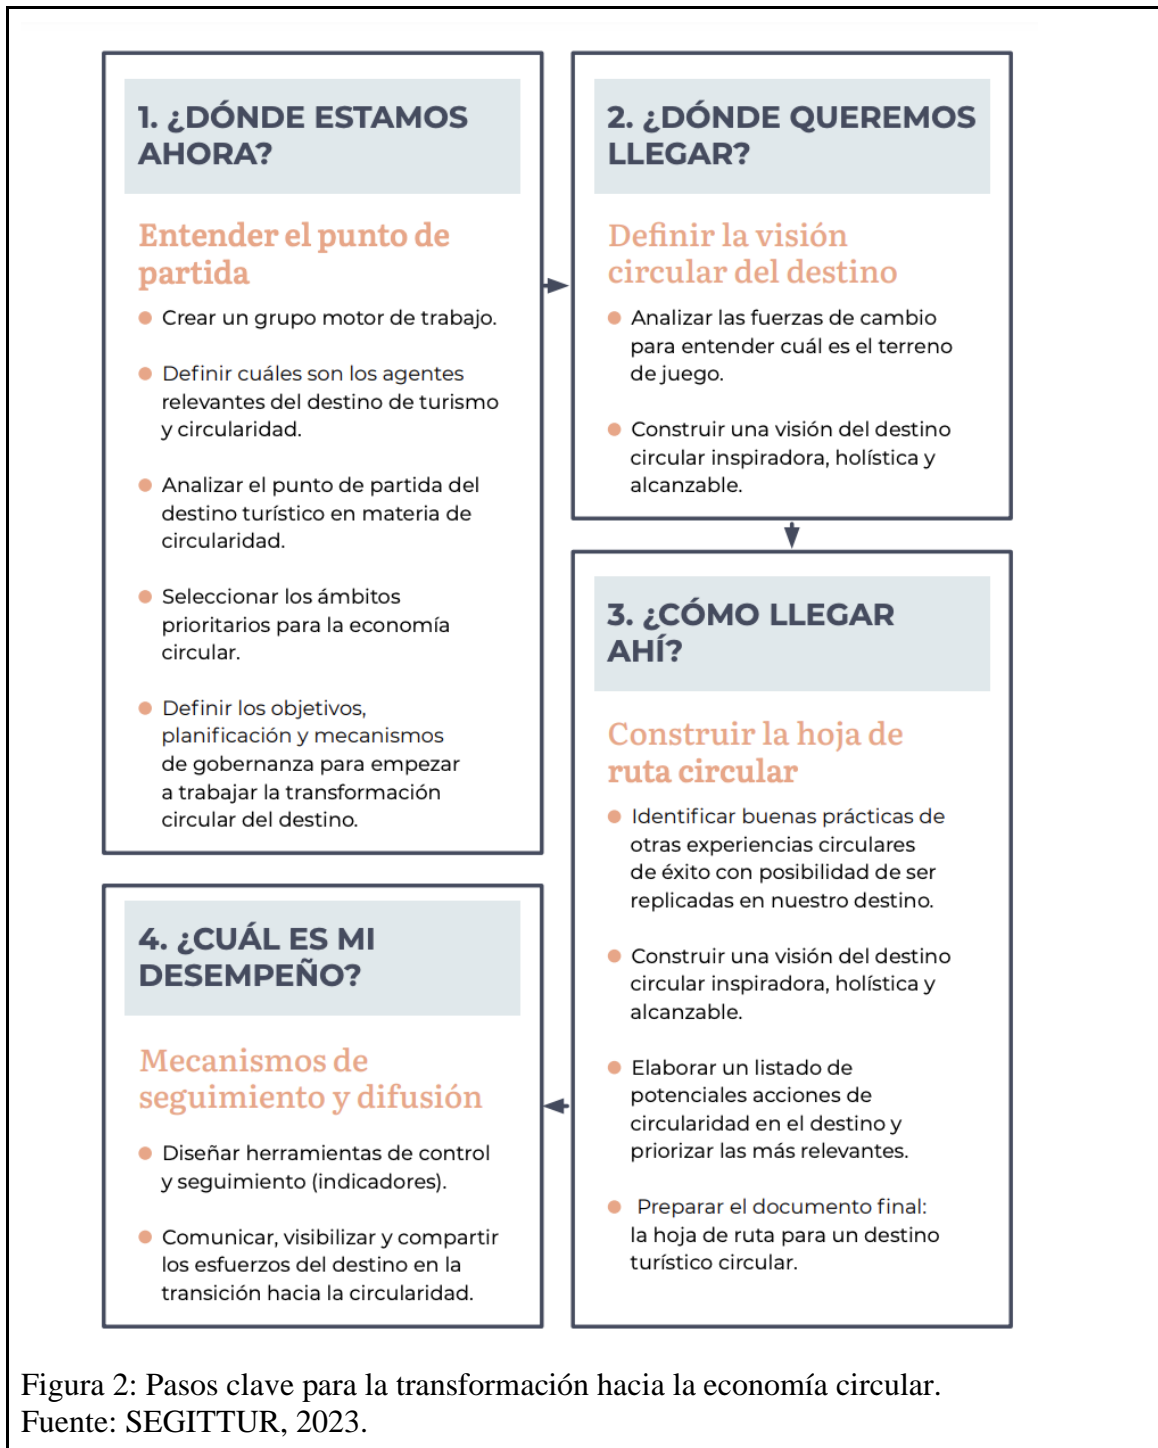 1. ¿DÓNDE ESTAMOS
AHORA?
Entender el punto de
partida
Crear un grupo motor de trabajo.
Definir cuáles son los agentes
relevantes del destino de turismo
y circularidad.
Analizar el punto de partida del
destino turístico en materia de
circularidad.
Seleccionar los ámbitos
prioritarios para la economía
circular.
Definir los objetivos,
planificación y mecanismos
de gobernanza para empezar
a trabajar la transformación
circular del destino.
2. ¿DÓNDE QUEREMOS
LLEGAR?
Definir la visión
circular del destino
Analizar las fuerzas de cambio
para entender cuál es el terreno
de juego.
Construir una visión del destino
circular inspiradora, holística y
alcanzable.
3. ¿CÓMO LLEGAR
AHÍ?
Construir la hoja de
ruta circular
Identificar buenas prácticas de
otras experiencias circulares
de éxito con posibilidad de ser
replicadas en nuestro destino.
Construir una visión del destino
circular inspiradora, holística y
alcanzable.
Elaborar un listado de
potenciales acciones de
circularidad en el destino y
priorizar las más relevantes.
Preparar el documento final:
la hoja de ruta para un destino
turístico circular.
4. ¿CUÁL ES MI
DESEMPEÑO?
Mecanismos de
seguimiento y difusión
Diseñar herramientas de control
y seguimiento (indicadores).
Comunicar, visibilizar y compartir
los esfuerzos del destino en la
transición hacia la circularidad.
Figura 2: Pasos clave para la transformación hacia la economía circular.
Fuente: SEGITTUR, 2023.